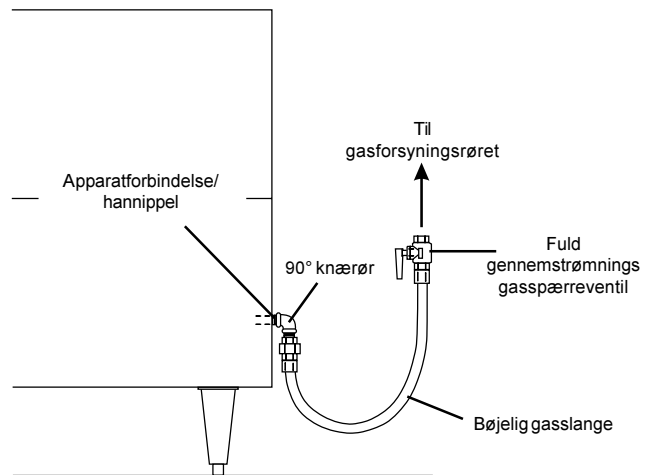 Til
gasforsyningsrøret
Apparatforbindelse/
hannippel
90° knærør
Fuld
gennemstrømnings
gasspærreventil
Bøjelig gasslange